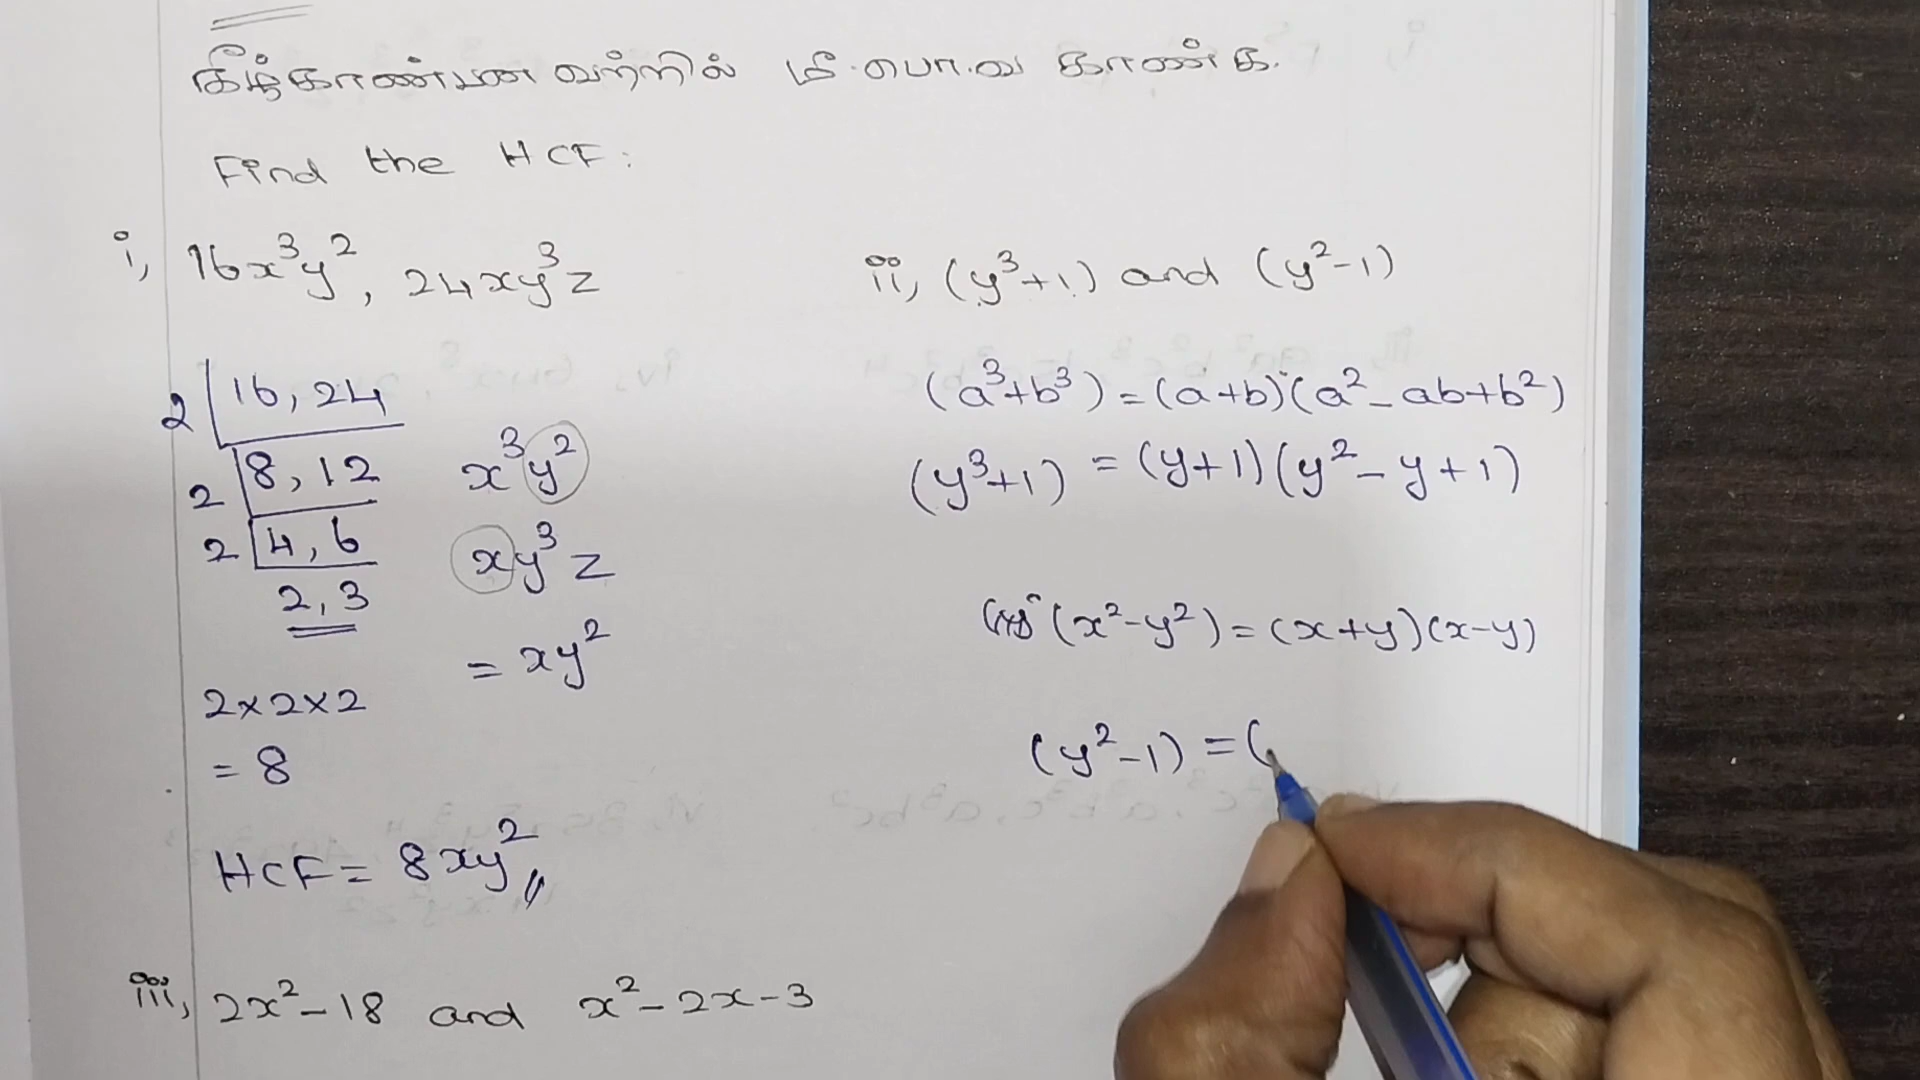 கீழ்காண்பனவற்றில் மீ.பொ.வ காண்க.
Find the HCF:
i, 16x³y², 24xy³z
2 | 16, 24
2 | 8, 12
2 | 4, 6
2, 3
2×2×2
= 8
x³y²
xy³z
= xy²
HCF = 8xy²
ii, (y³+1) and (y²-1)
(a³+b³) = (a+b)(a²-ab+b²)
(y³+1) = (y+1)(y²-y+1)
(x²-y²) = (x+y)(x-y)
(y²-1) = (
iii, 2x²-18 and x²-2x-3